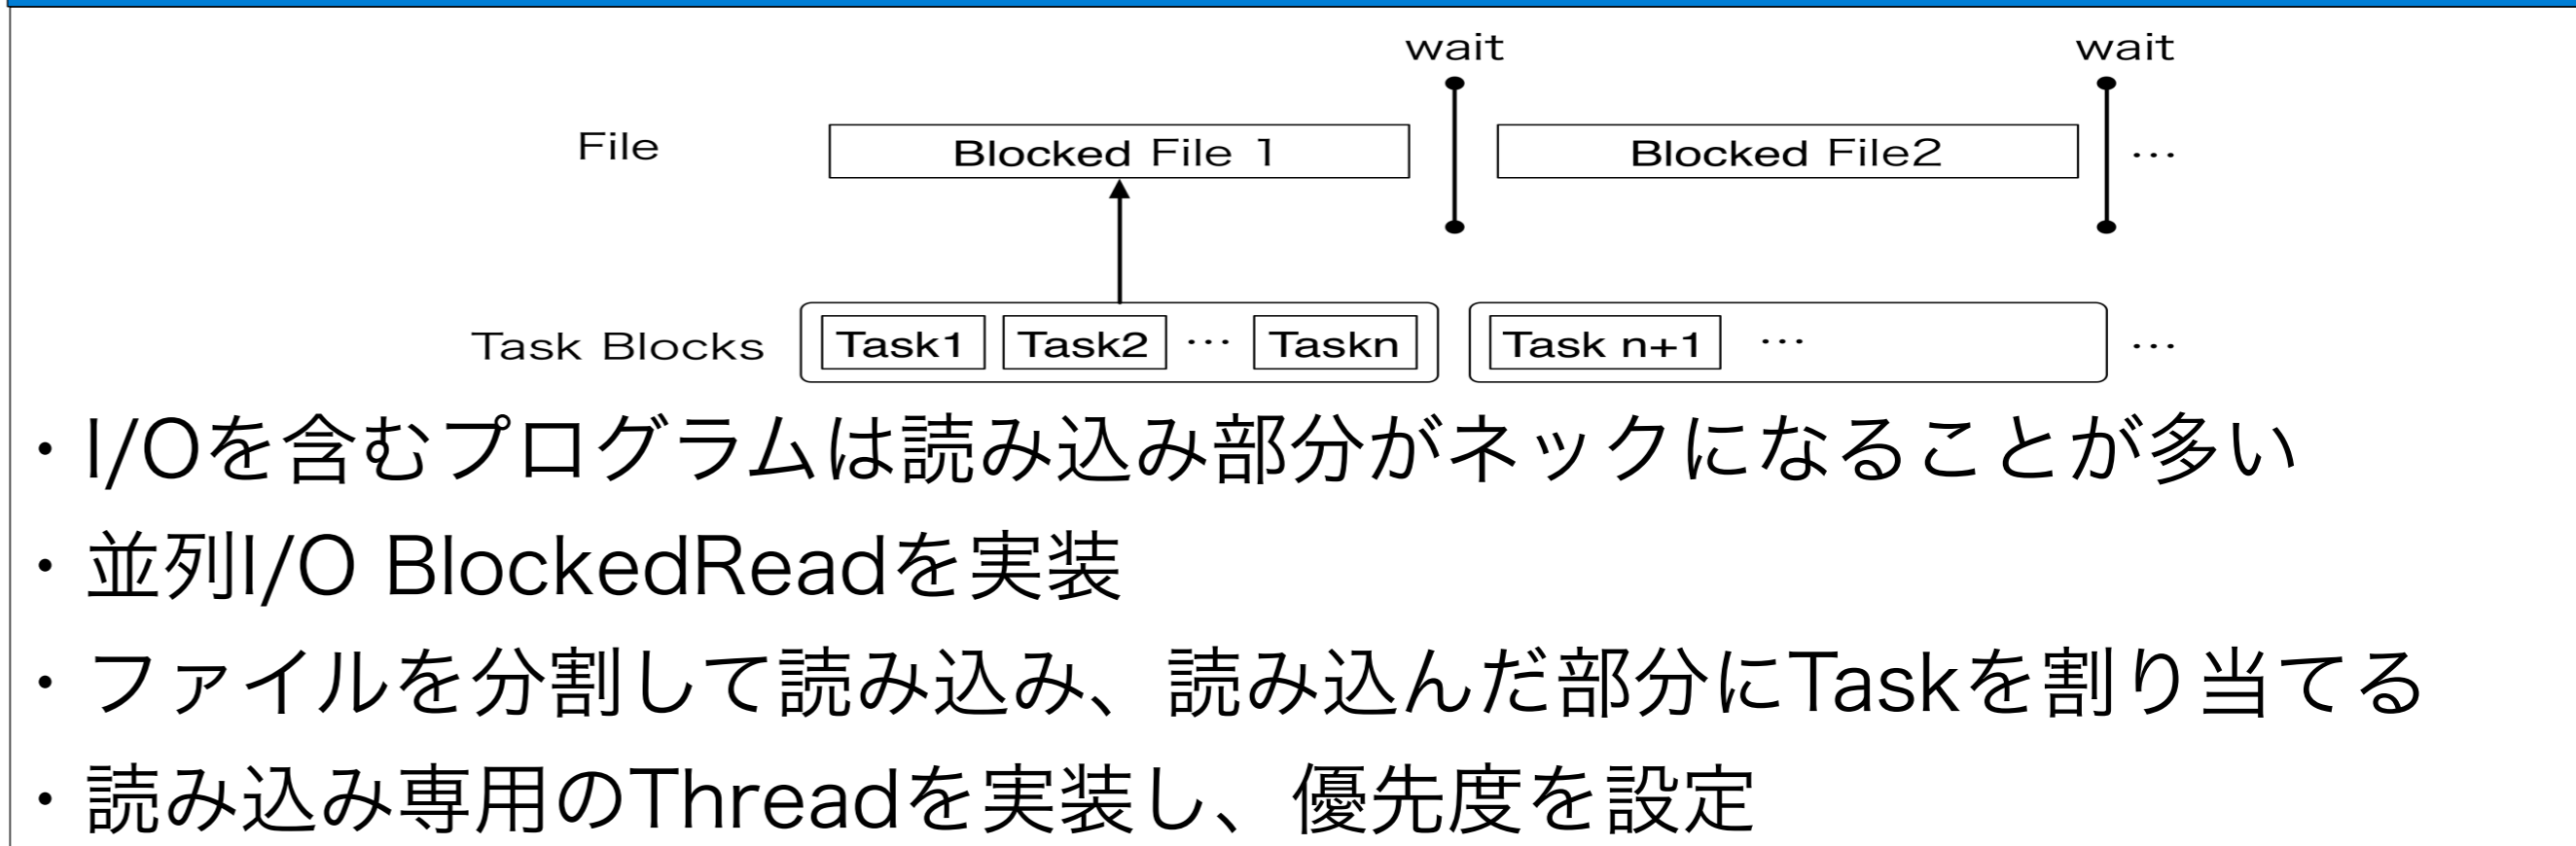 wait wait
File Blocked File 1 Blocked File2 …
Task Blocks Task1 Task2 … Taskn Task n+1 … …
・I/Oを含むプログラムは読み込み部分がネックになることが多い
・並列I/O BlockedReadを実装
・ファイルを分割して読み込み、読み込んだ部分にTaskを割り当てる
・読み込み専用のThreadを実装し、優先度を設定